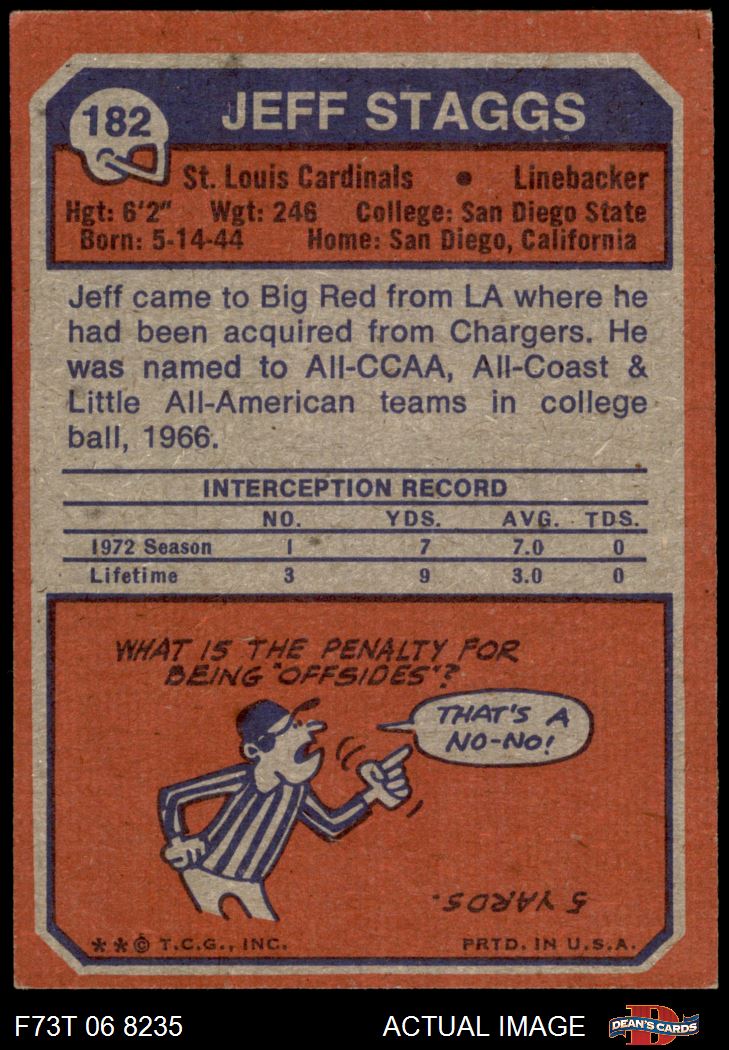 182
JEFF STAGGS
St. Louis Cardinals • Linebacker
Hgt: 6'2" Wgt: 246 College: San Diego State
Born: 5-14-44 Home: San Diego, California
Jeff came to Big Red from LA where he
had been acquired from Chargers. He
was named to All-CCAA, All-Coast &
Little All-American teams in college
ball, 1966.
INTERCEPTION RECORD
NO. YDS. AVG. TDS.
1972 Season 1 7 7.0 0
Lifetime 3 9 3.0 0
WHAT IS THE PENALTY FOR
BEING "OFFSIDES"?
THAT'S A
NO-NO!
5 YARDS.
**© T.C.G., INC. PRTD. IN U.S.A.
F73T 06 8235 ACTUAL IMAGE DEAN'S CARDS